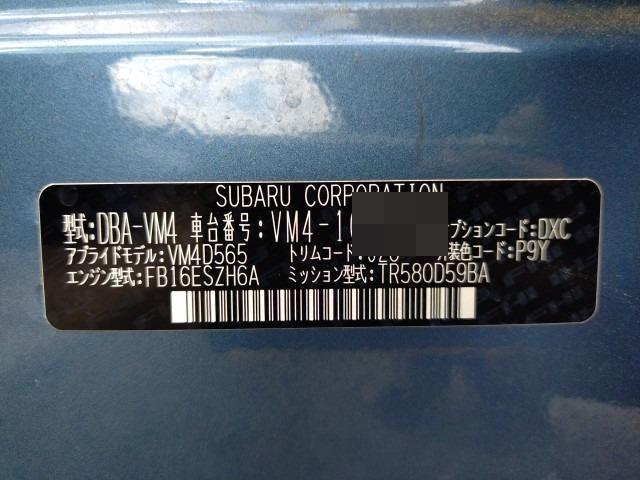 SUBARU CORPORATION
型式:DBA-VM4 車台番号:VM4-10 プションコード:DXC
アプライドモデル:VM4D565 トリムコード: 装色コード:P9Y
エンジン型式:FB16ESZH6A ミッション型式:TR580D59BA